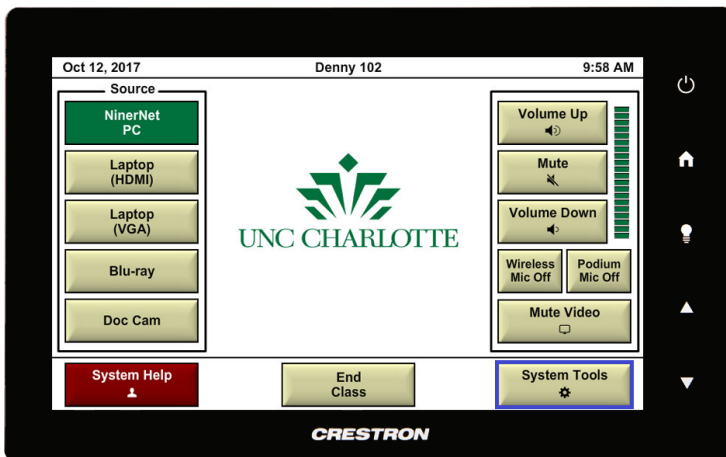 Oct 12, 2017
Denny 102
9:58 AM
Source
NinerNet
PC
Laptop
(HDMI)
Laptop
(VGA)
Blu-ray
Doc Cam
UNC CHARLOTTE
Volume Up
Mute
Volume Down
Wireless
Mic Off
Podium
Mic Off
Mute Video
System Help
End
Class
System Tools
CRESTRON